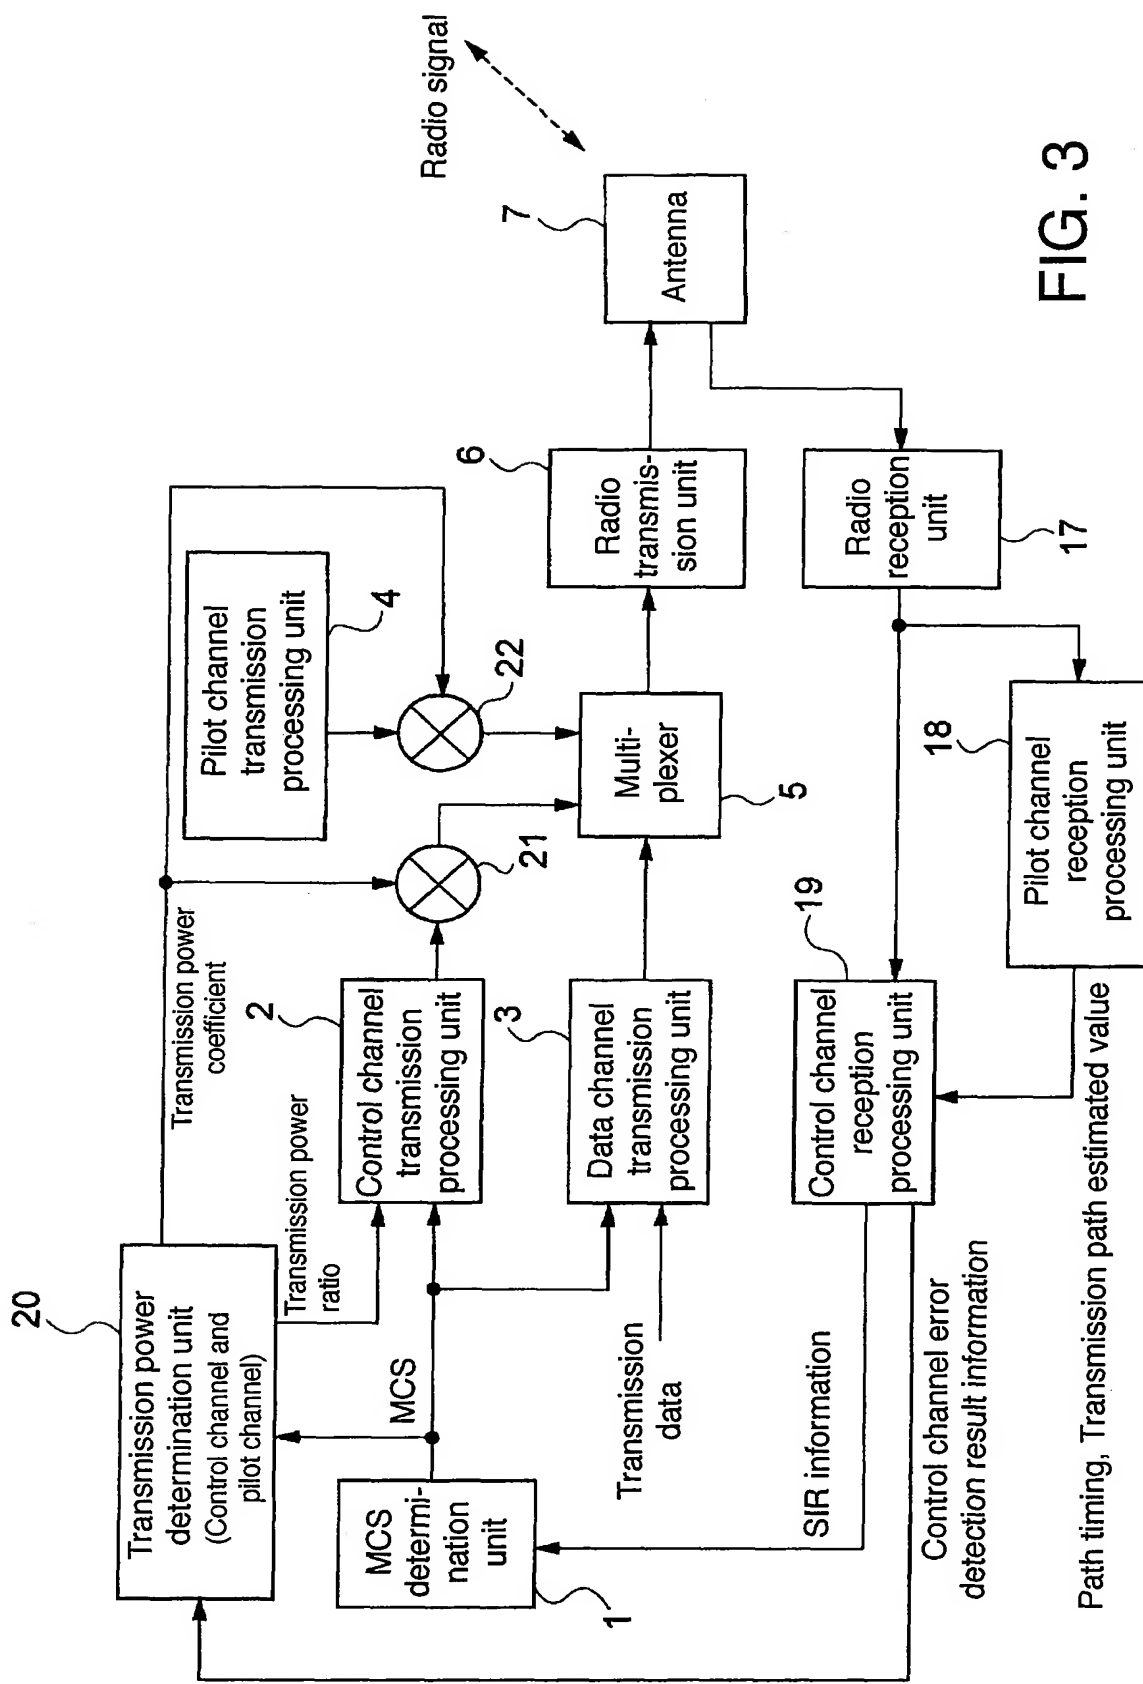 20
Transmission power
determination unit
(Control channel and
pilot channel)
Transmission power
coefficient
Transmission power
ratio
Pilot channel
transmission
processing unit
4
MCS
determi-
nation unit
1
MCS
2
Control channel
transmission
processing unit
21
22
Transmission
data
3
Data channel
transmission
processing unit
Multi-
plexer
5
6
Radio
transmis-
sion unit
7
Antenna
Radio signal
SIR information
19
Control channel
reception
processing unit
Radio
reception
unit
17
Control channel error
detection result information
18
Pilot channel
reception
processing unit
Path timing, Transmission path estimated value
FIG. 3